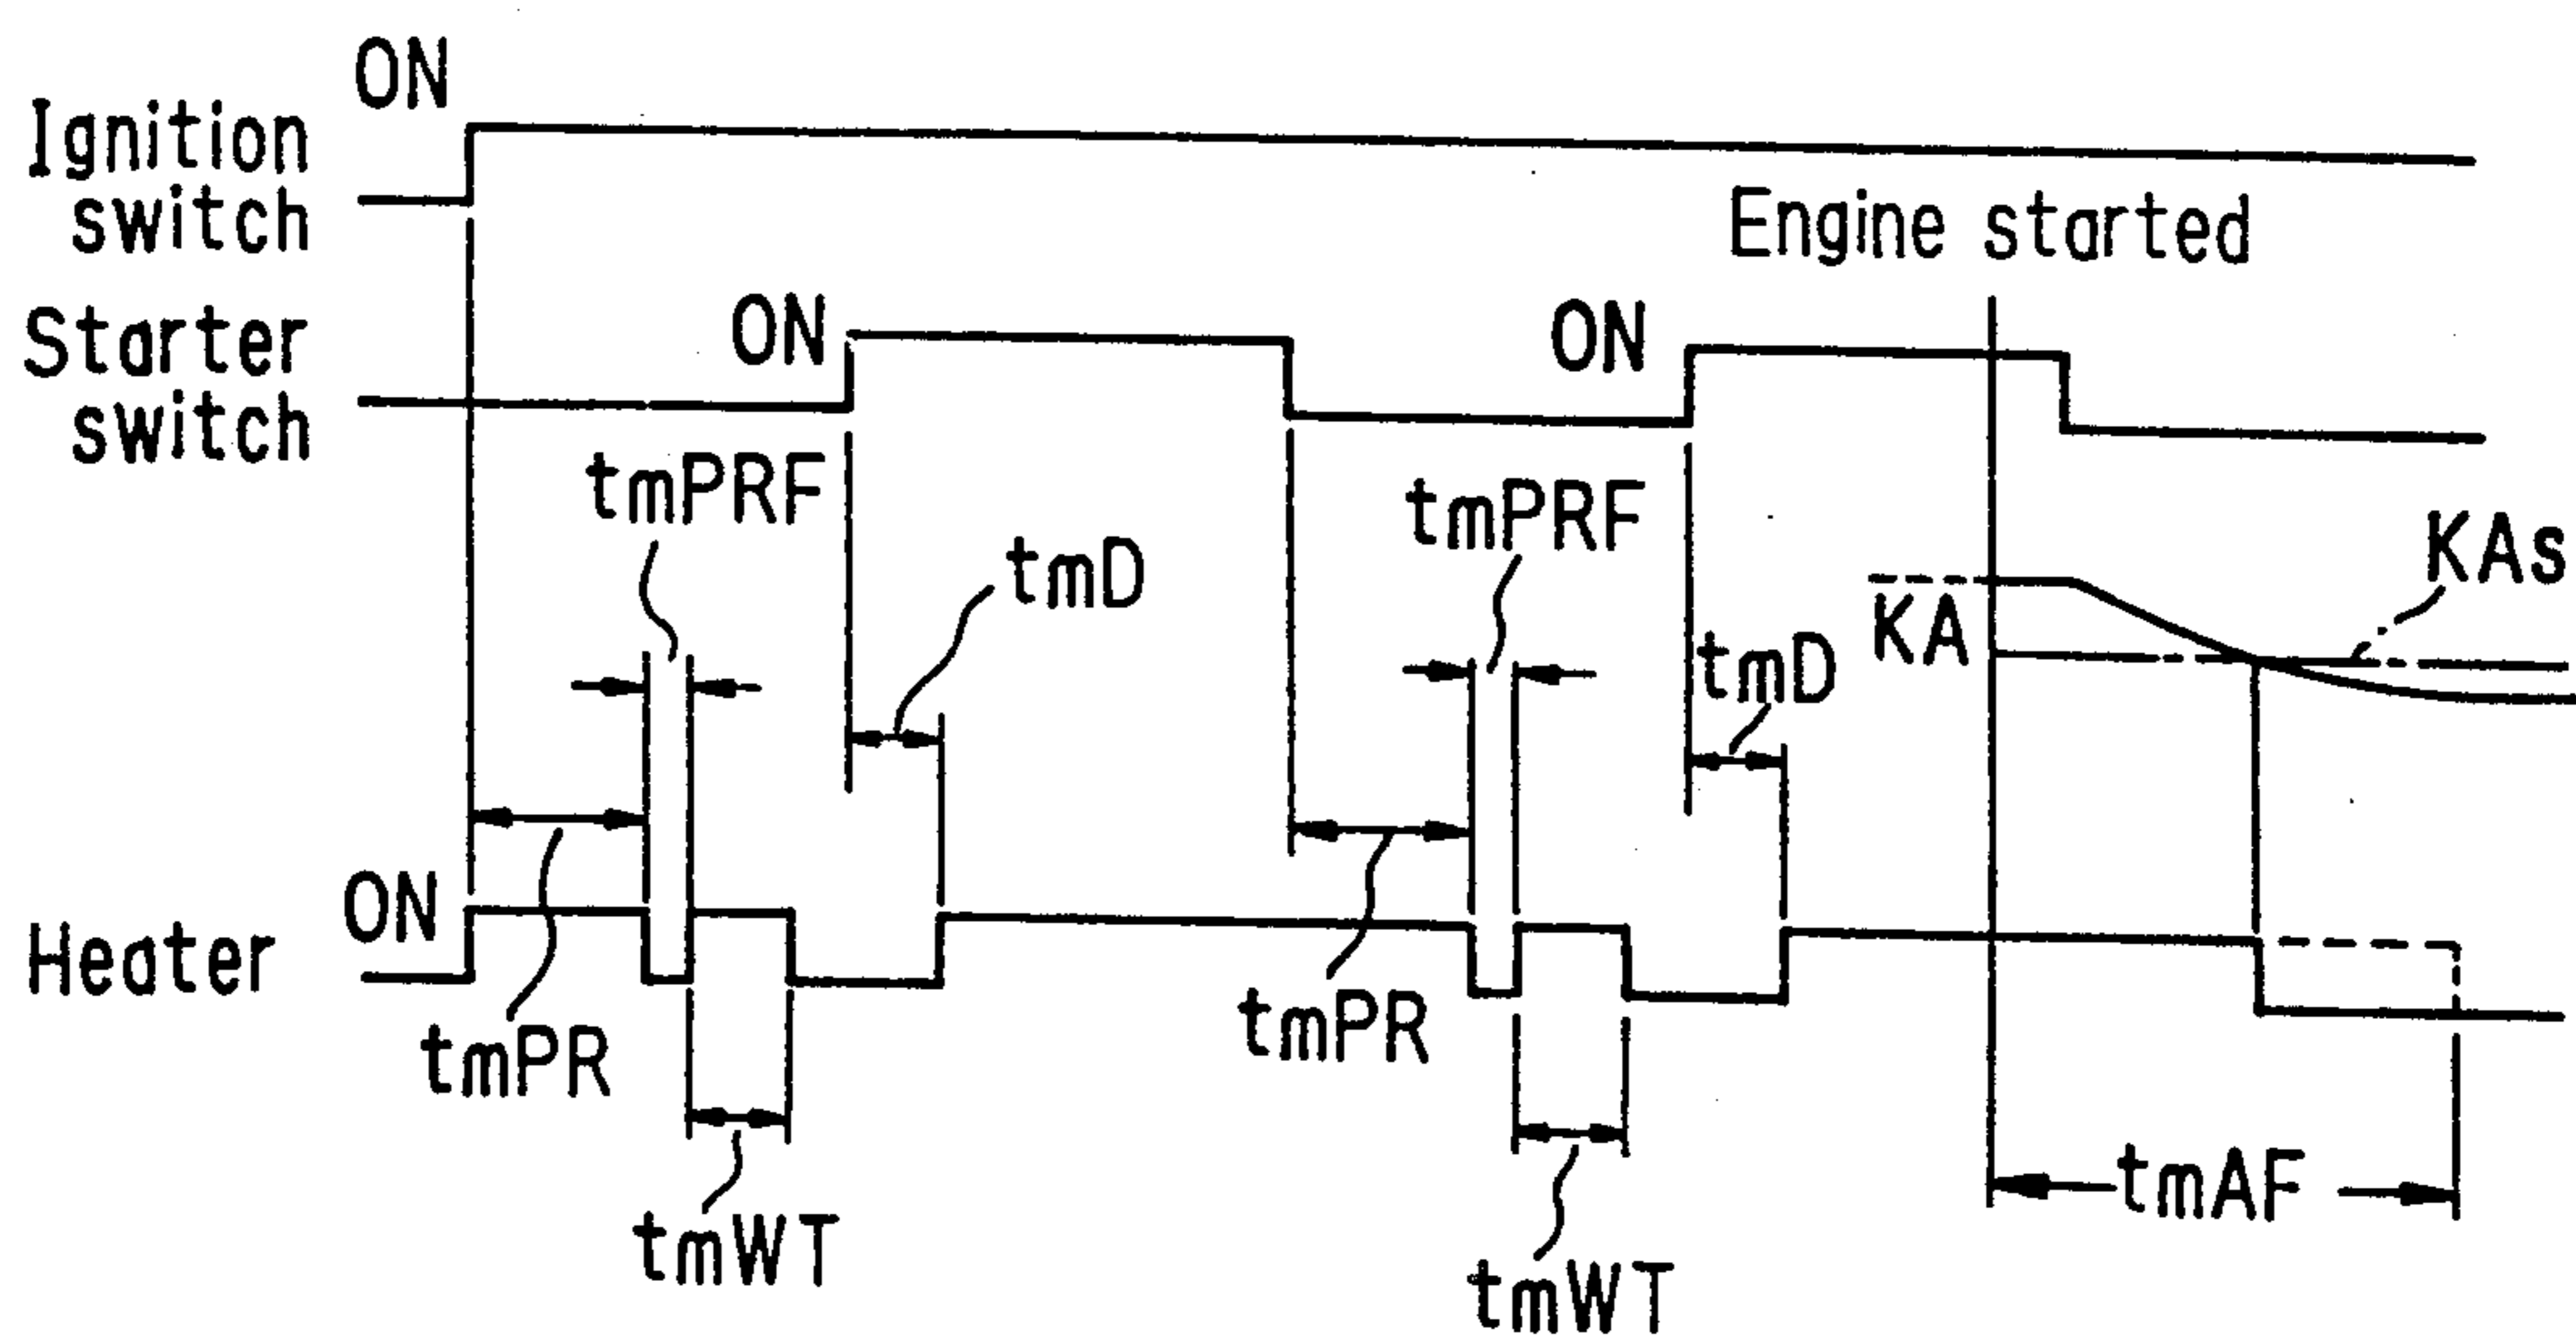 ON
Ignition
switch
Engine started
ON
ON
Starter
switch
tmPRF
tmPRF
tmD
KAs
KA
tmD
ON
Heater
tmPR
tmPR
tmAF
tmWT
tmWT